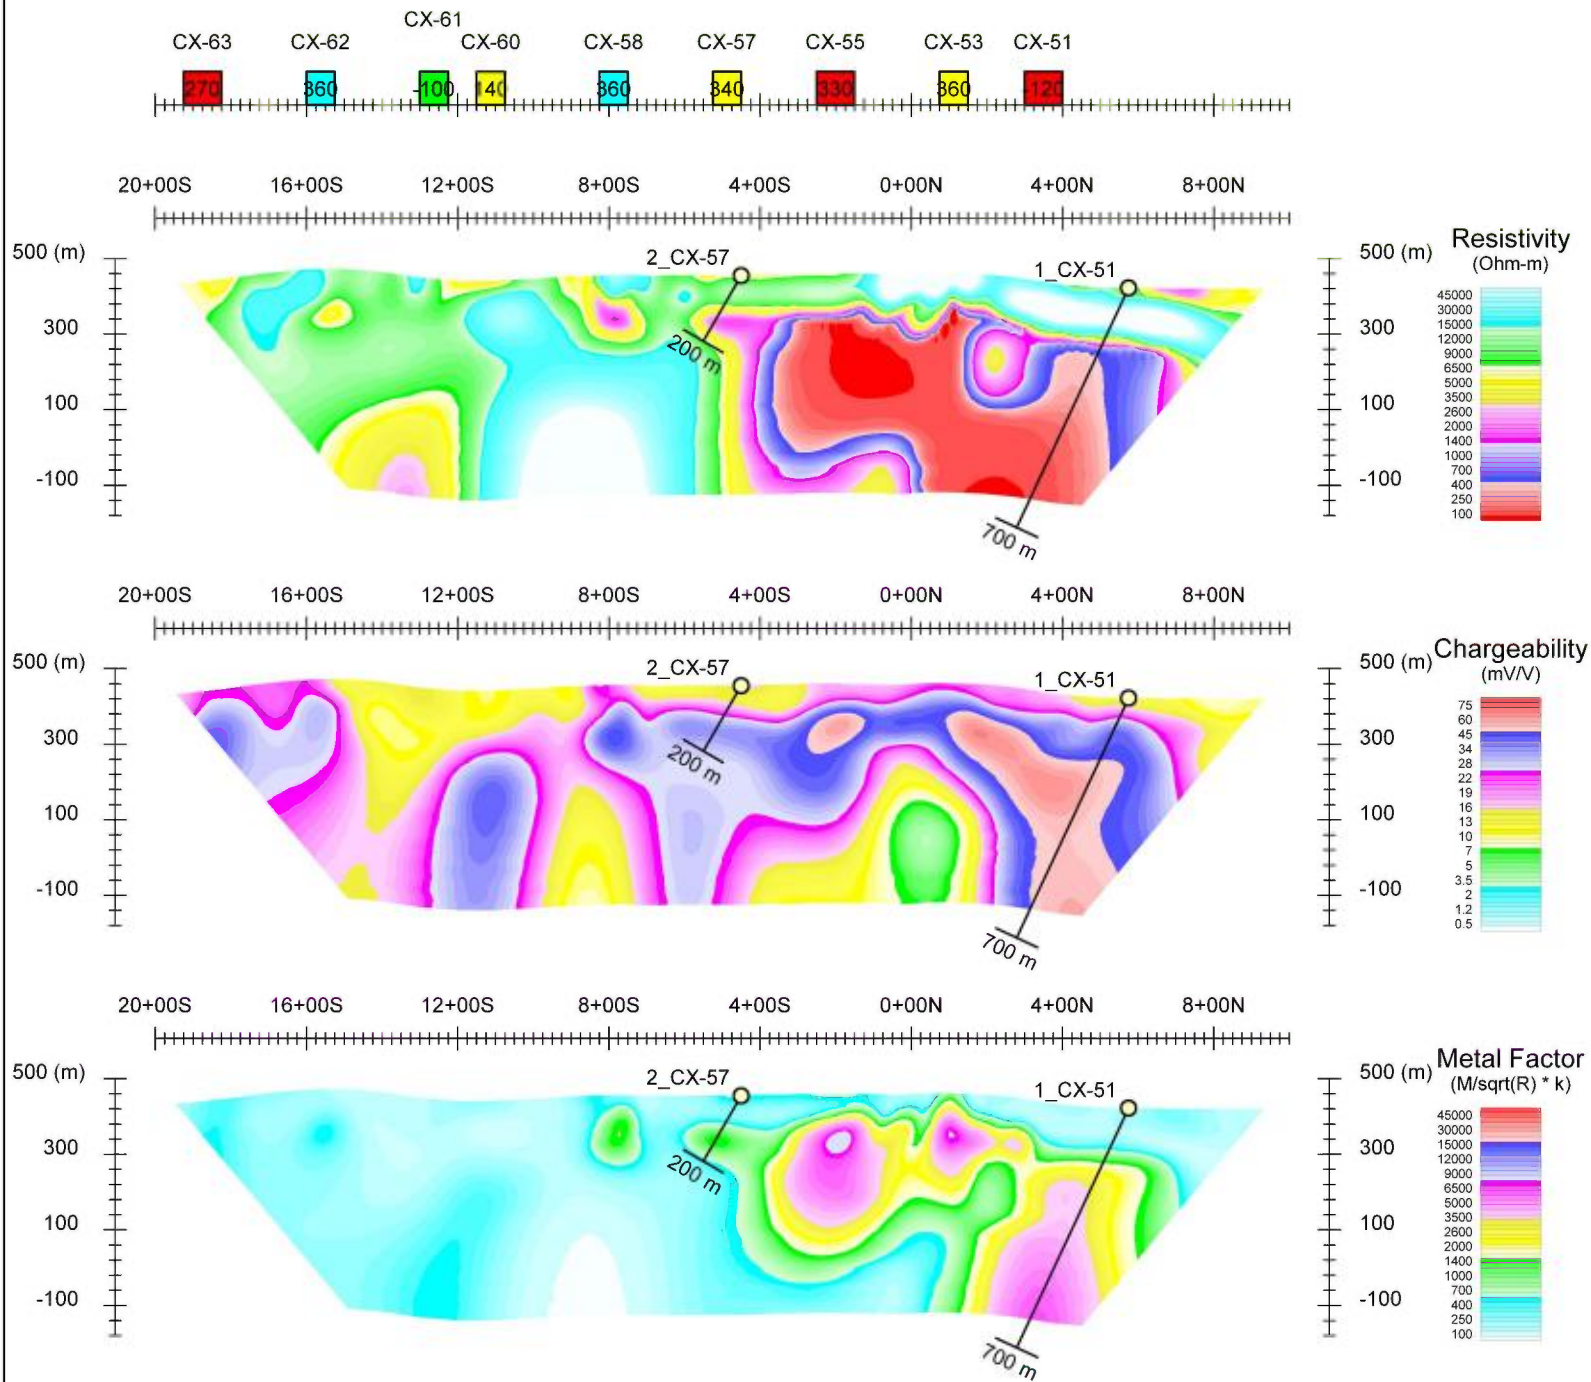 CX-61
CX-63 CX-62 CX-60 CX-58 CX-57 CX-55 CX-53 CX-51
270 360 -100 140 360 340 330 360 -120
20+00S 16+00S 12+00S 8+00S 4+00S 0+00N 4+00N 8+00N
500 (m) 2_CX-57 1_CX-51 500 (m)
300 300
100 100
-100 -100
200 m
700 m
Resistivity
(Ohm-m)
45000
30000
15000
12000
9000
6500
5000
3500
2600
2000
1400
1000
700
400
250
100
20+00S 16+00S 12+00S 8+00S 4+00S 0+00N 4+00N 8+00N
500 (m) 2_CX-57 1_CX-51 500 (m)
300 300
100 100
-100 -100
200 m
700 m
Chargeability
(mV/V)
75
60
45
34
28
22
19
16
13
10
7
5
3.5
2
1.2
0.5
20+00S 16+00S 12+00S 8+00S 4+00S 0+00N 4+00N 8+00N
500 (m) 2_CX-57 1_CX-51 500 (m)
300 300
100 100
-100 -100
200 m
700 m
Metal Factor
(M/sqrt(R) * k)
45000
30000
15000
12000
9000
6500
5000
3500
2600
2000
1400
1000
700
400
250
100